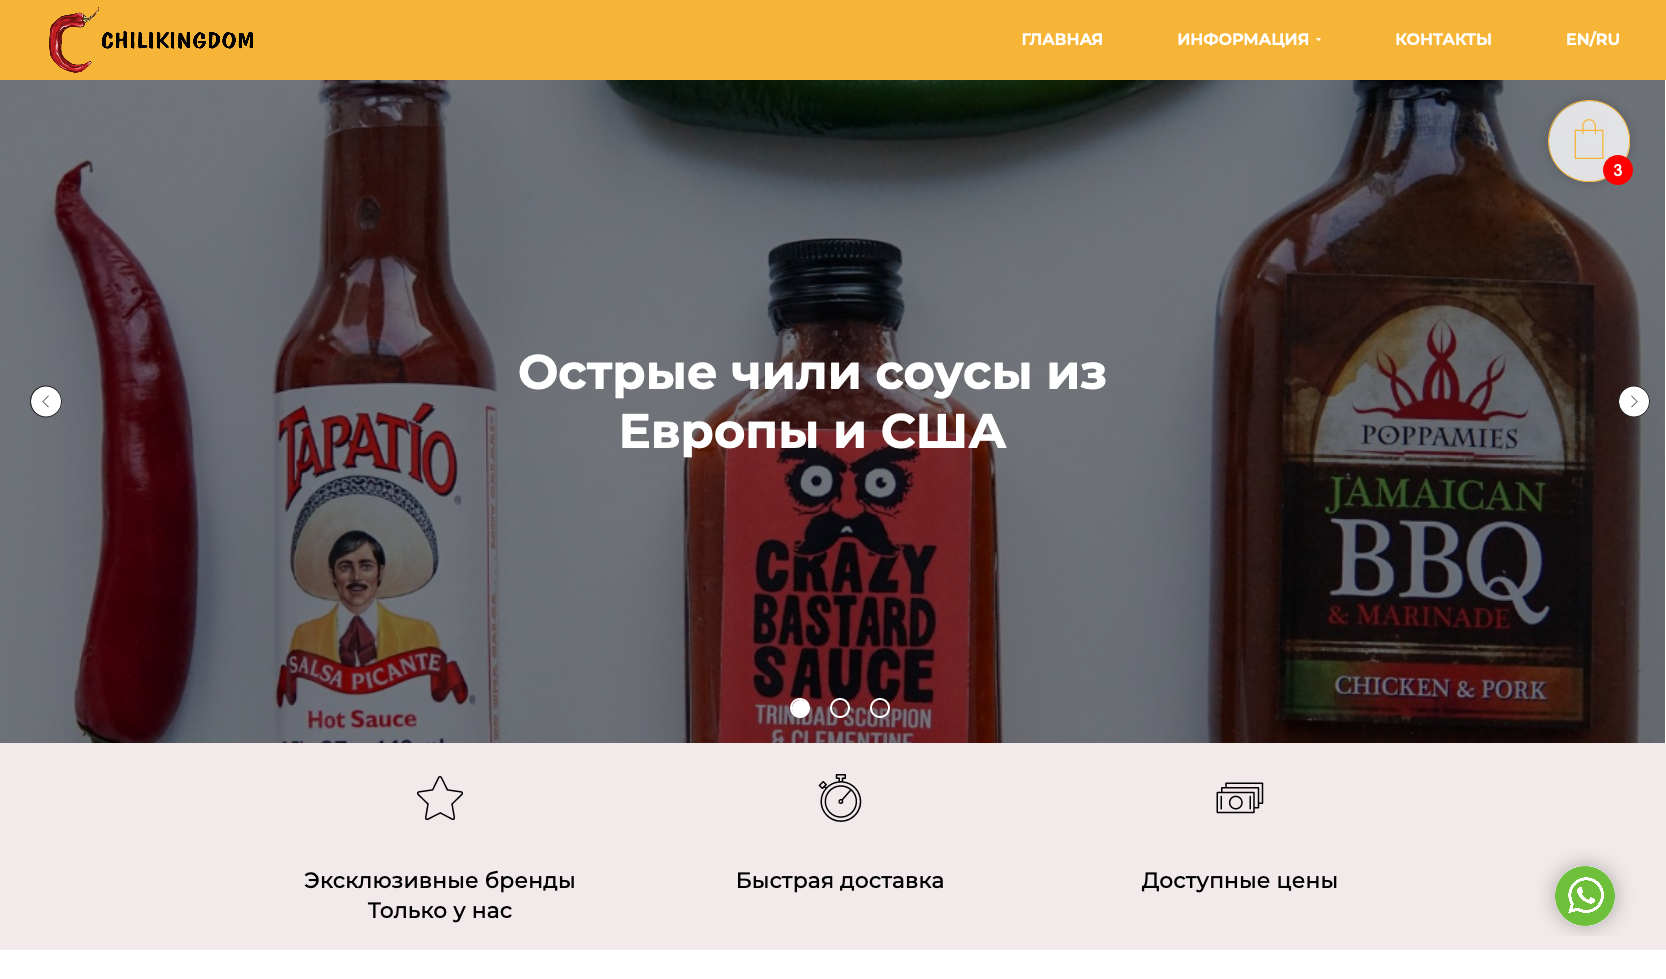 CHILIKINGDOM
ГЛАВНАЯ
ИНФОРМАЦИЯ
КОНТАКТЫ
EN/RU
3
Острые чили соусы из
Европы и США
TAPATÍO
SALSA PICANTE
Hot Sauce
CRAZY
BASTARD
SAUCE
TRINIDAD SCORPION
& CLEMENTINE
POPPAMIES
JAMAICAN
BBQ
& MARINADE
CHICKEN & PORK
Эксклюзивные бренды
Только у нас
Быстрая доставка
Доступные цены